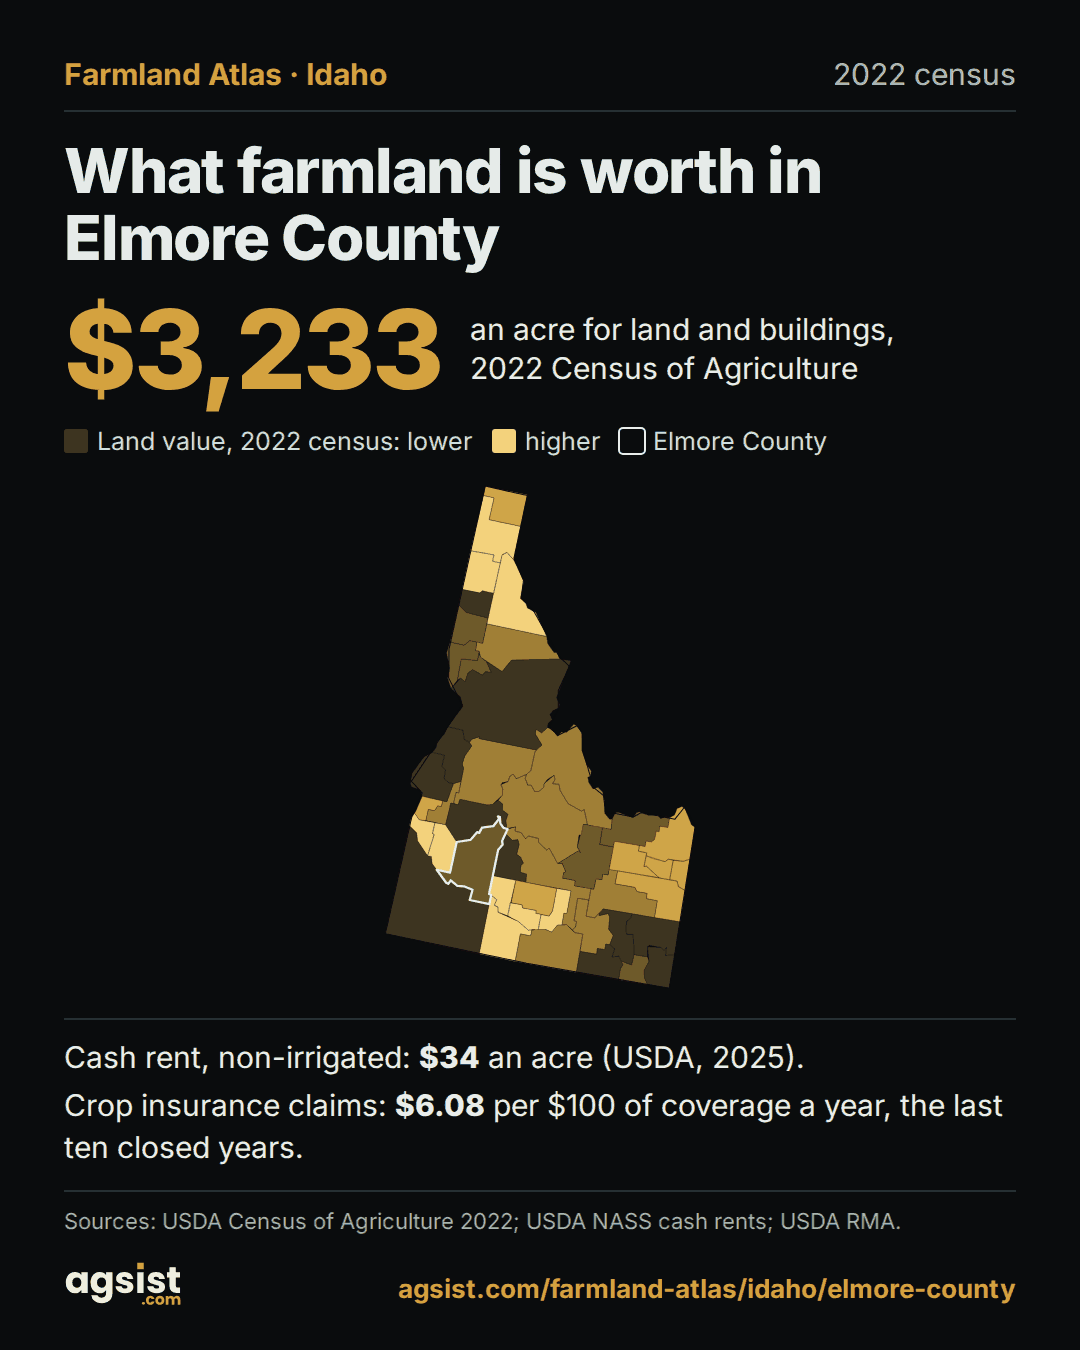 Farmland Atlas · Idaho
2022 census
What farmland is worth in
Elmore County
$3,233
an acre for land and buildings,
2022 Census of Agriculture
Land value, 2022 census: lower
higher
Elmore County
Cash rent, non-irrigated: $34 an acre (USDA, 2025).
Crop insurance claims: $6.08 per $100 of coverage a year, the last
ten closed years.
Sources: USDA Census of Agriculture 2022; USDA NASS cash rents; USDA RMA.
agsist
.com
agsist.com/farmland-atlas/idaho/elmore-county